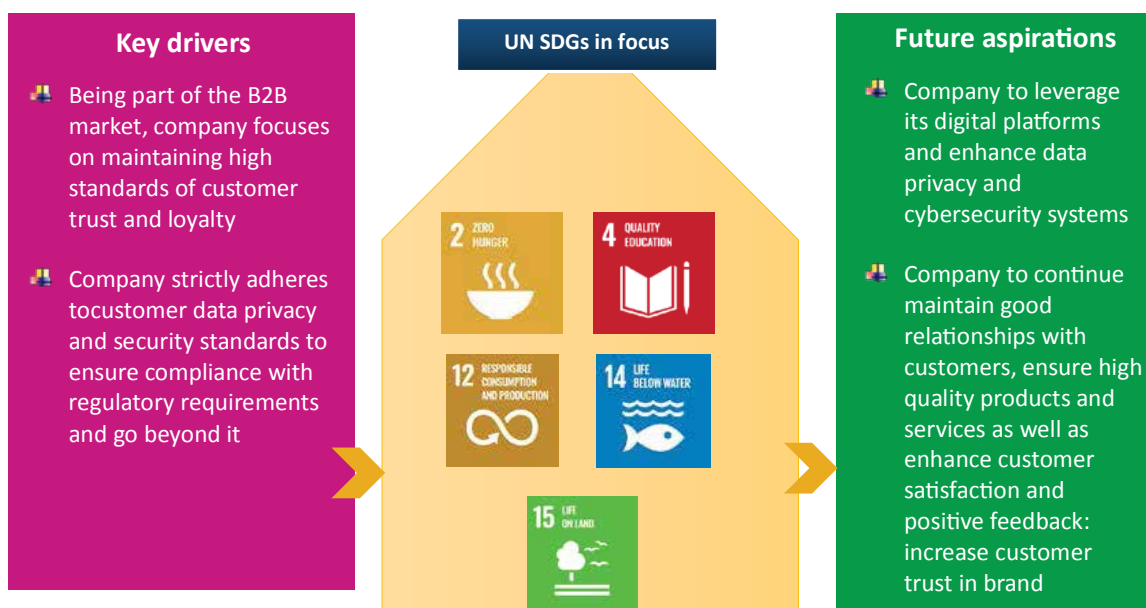 Key drivers
Being part of the B2B
market, company focuses
on maintaining high
standards of customer
trust and loyalty
Company strictly adheres
tocustomer data privacy
and security standards to
ensure compliance with
regulatory requirements
and go beyond it
UN SDGs in focus
2 ZERO
HUNGER
4 QUALITY
EDUCATION
12 RESPONSIBLE
CONSUMPTION
AND PRODUCTION
14 LIFE
BELOW WATER
15 LIFE
ON LAND
Future aspirations
Company to leverage
its digital platforms
and enhance data
privacy and
cybersecurity systems
Company to continue
maintain good
relationships with
customers, ensure high
quality products and
services as well as
enhance customer
satisfaction and
positive feedback:
increase customer
trust in brand